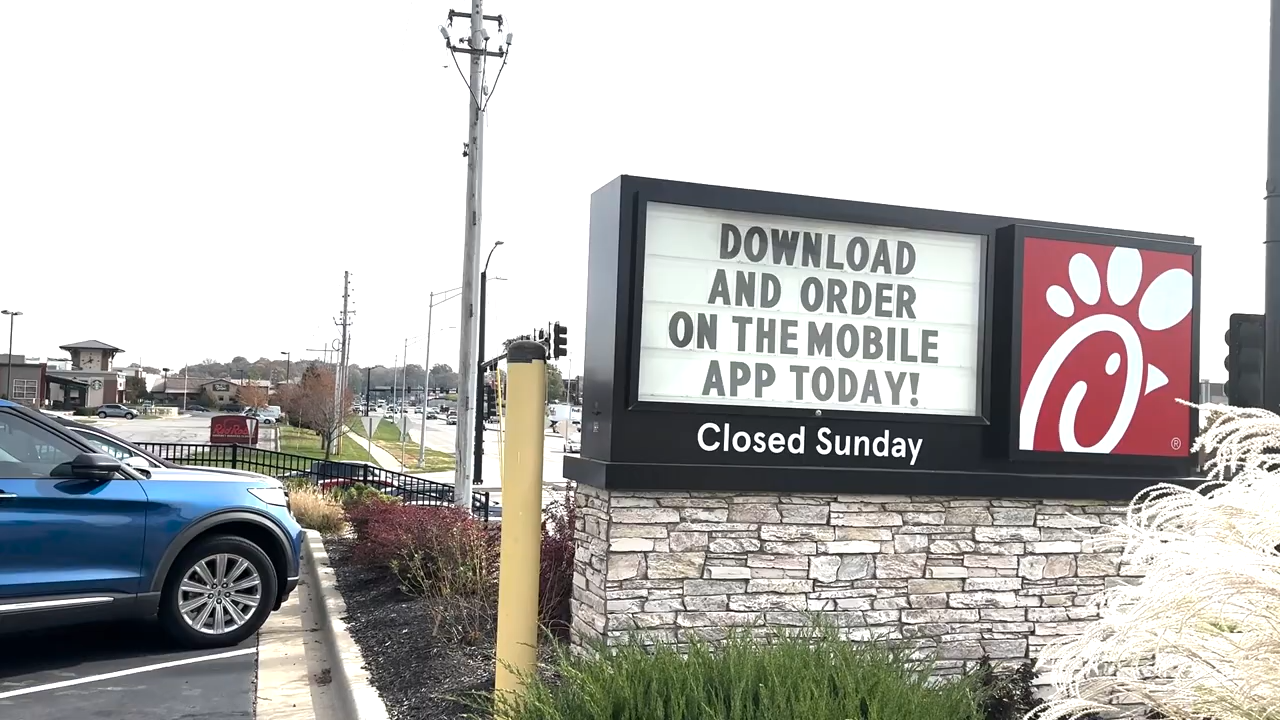 DOWNLOAD
AND ORDER
ON THE MOBILE
APP TODAY!
Closed Sunday
®